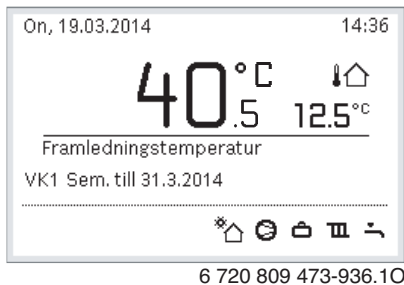 On, 19.03.2014 14:36
40.5 °C
12.5°C
Framledningstemperatur
VK1 Sem. till 31.3.2014
6 720 809 473-936.1O